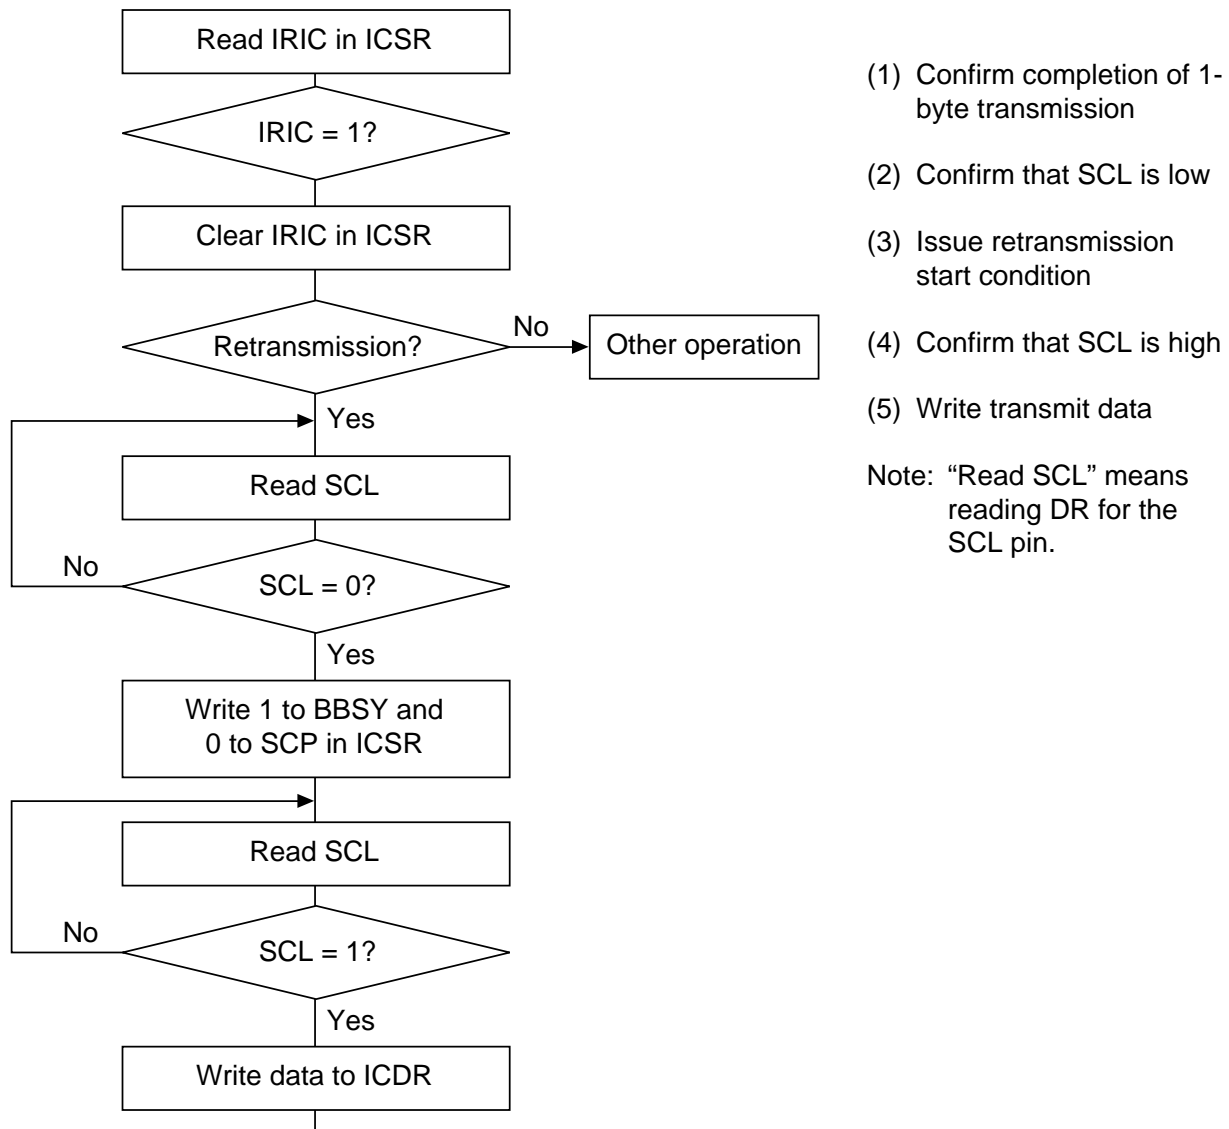 Read IRIC in ICSR
IRIC = 1?
Clear IRIC in ICSR
Retransmission?
No
Other operation
Yes
Read SCL
No
SCL = 0?
Yes
Write 1 to BBSY and
0 to SCP in ICSR
Read SCL
No
SCL = 1?
Yes
Write data to ICDR
(1) Confirm completion of 1-
byte transmission
(2) Confirm that SCL is low
(3) Issue retransmission
start condition
(4) Confirm that SCL is high
(5) Write transmit data
Note: “Read SCL” means
reading DR for the
SCL pin.